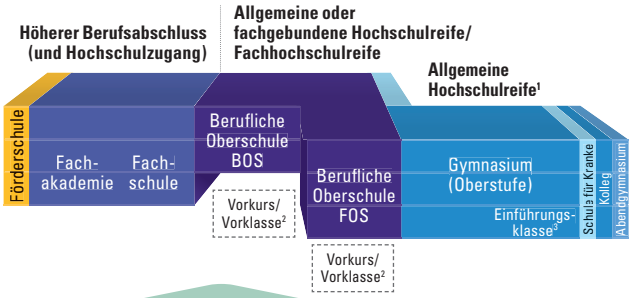 Höherer Berufsabschluss
(und Hochschulzugang)
Allgemeine oder
fachgebundene Hochschulreife/
Fachhochschulreife
Allgemeine
Hochschulreife¹
Förderschule
Fach-
akademie
Fach-
schule
Berufliche
Oberschule
BOS
Vorkurs/
Vorklasse²
Berufliche
Oberschule
FOS
Vorkurs/
Vorklasse²
Gymnasium
(Oberstufe)
Einführungs-
klasse³
Schule für Kranke
Kolleg
Abendgymnasium